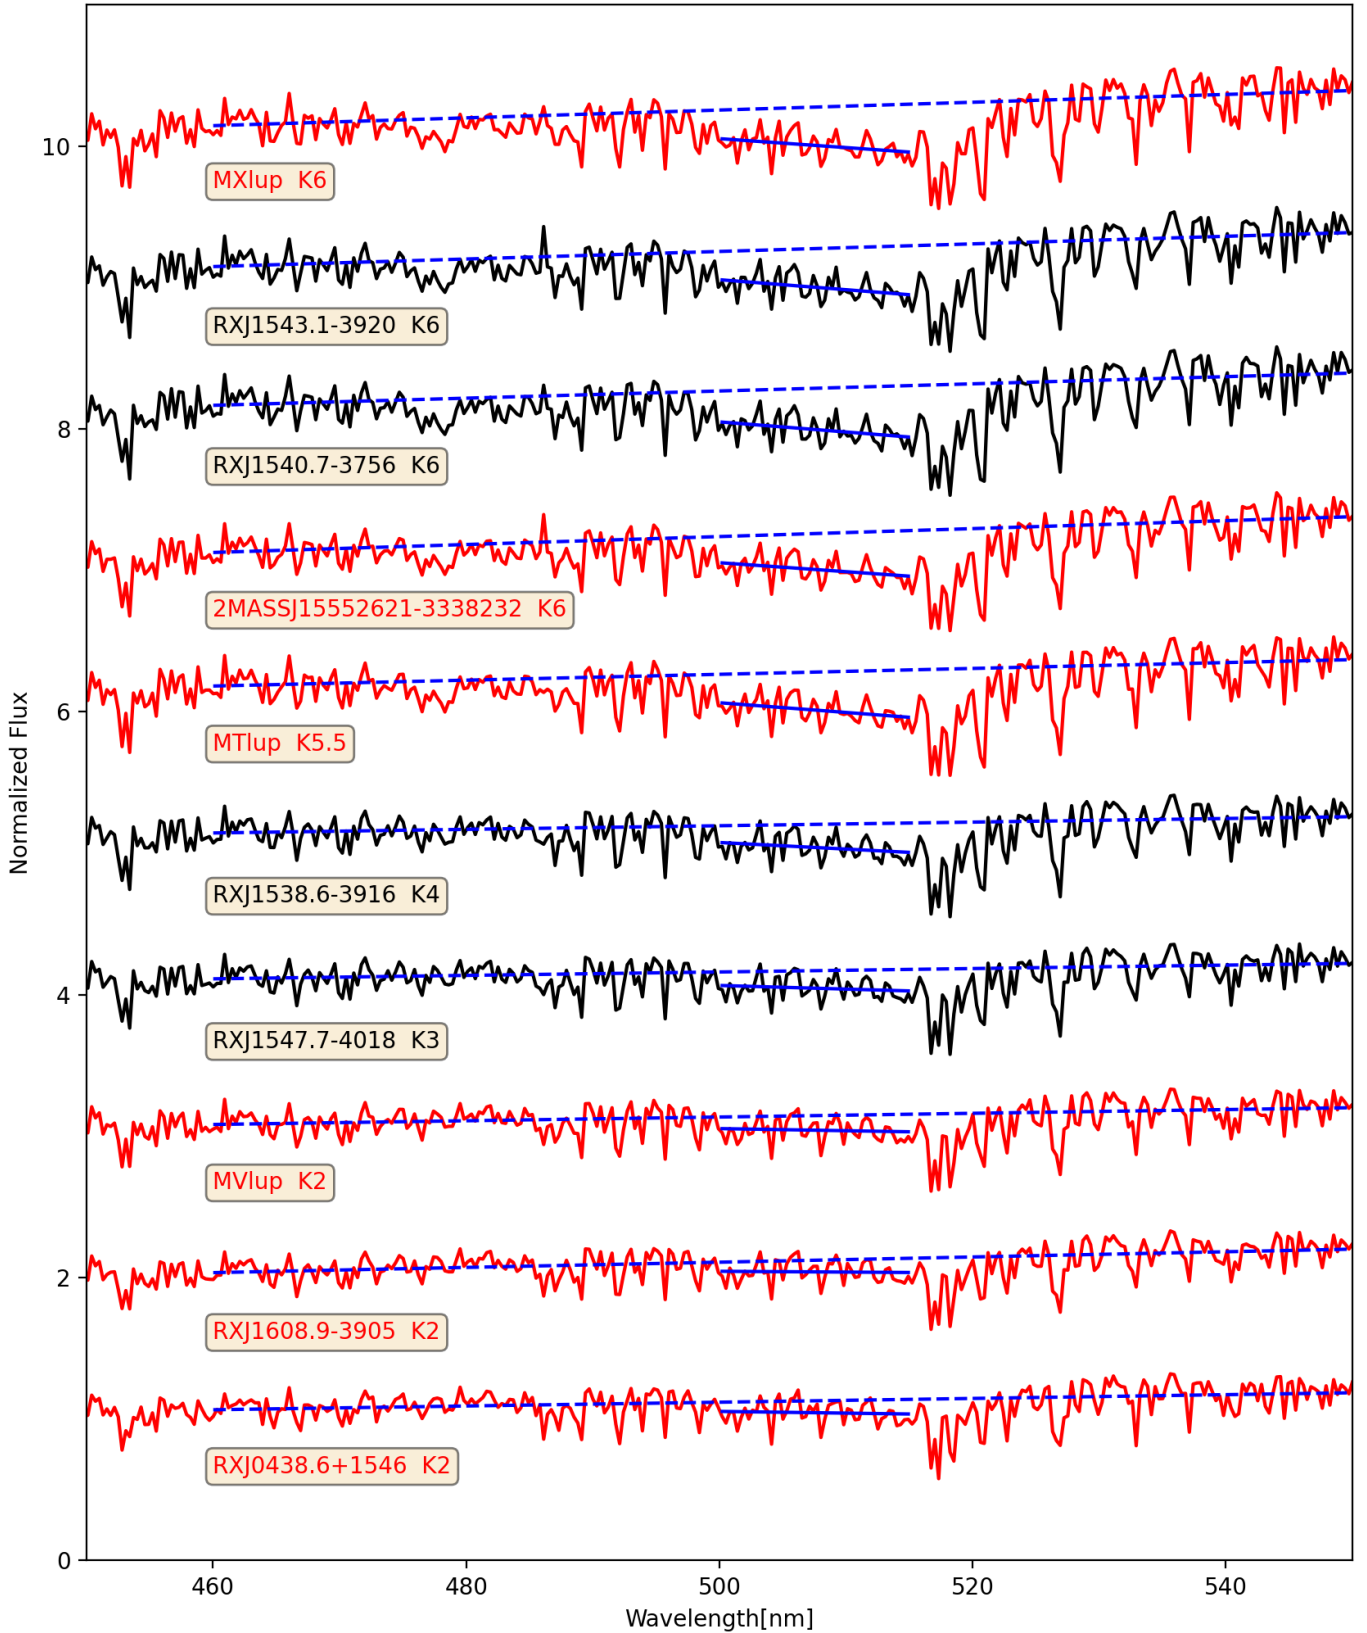 10
MXlup K6
RXJ1543.1-3920 K6
8
RXJ1540.7-3756 K6
2MASSJ15552621-3338232 K6
6
MTlup K5.5
Normalized Flux
RXJ1538.6-3916 K4
4
RXJ1547.7-4018 K3
MVlup K2
2
RXJ1608.9-3905 K2
RXJ0438.6+1546 K2
0
460 480 500 520 540
Wavelength[nm]